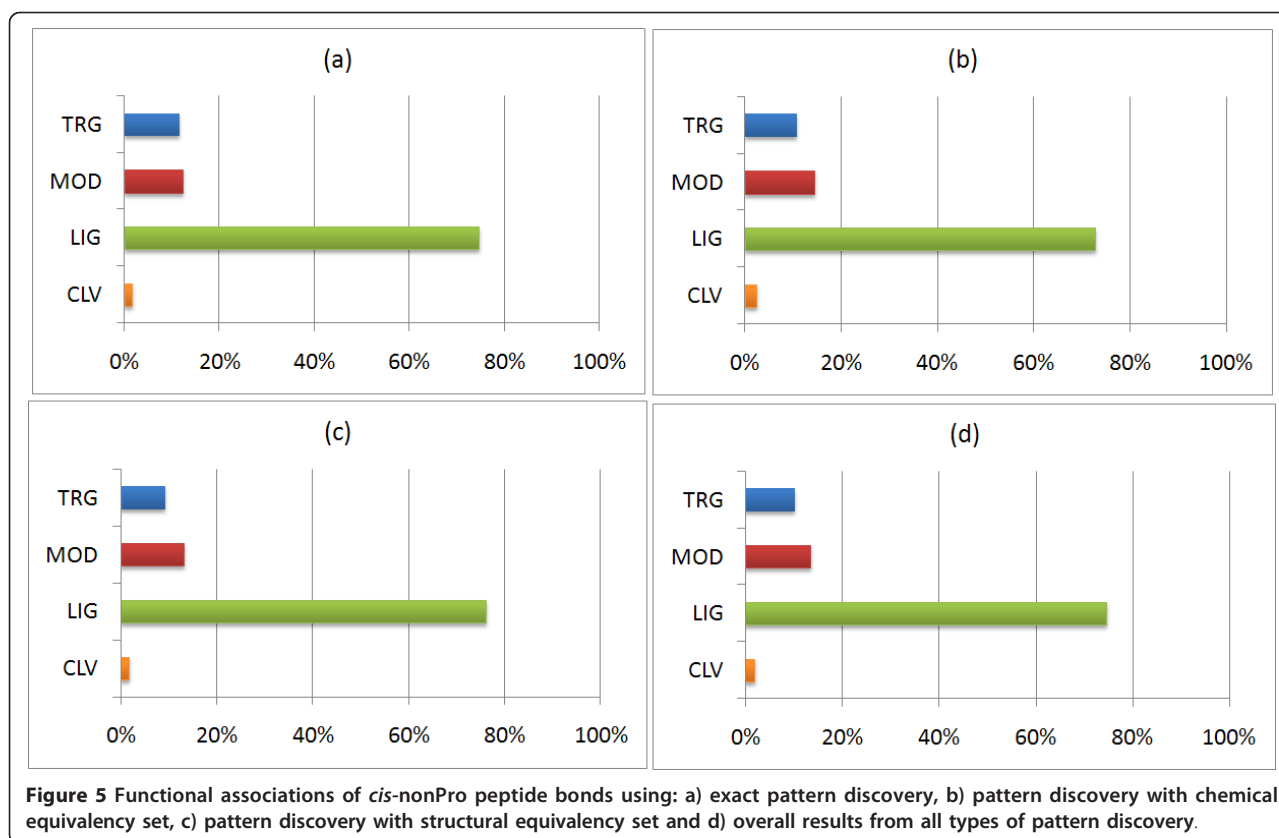 (a)
TRG
MOD
LIG
CLV
0% 20% 40% 60% 80% 100%
(b)
TRG
MOD
LIG
CLV
0% 20% 40% 60% 80% 100%
(c)
TRG
MOD
LIG
CLV
0% 20% 40% 60% 80% 100%
(d)
TRG
MOD
LIG
CLV
0% 20% 40% 60% 80% 100%
Figure 5 Functional associations of cis-nonPro peptide bonds using: a) exact pattern discovery, b) pattern discovery with chemical
equivalency set, c) pattern discovery with structural equivalency set and d) overall results from all types of pattern discovery.